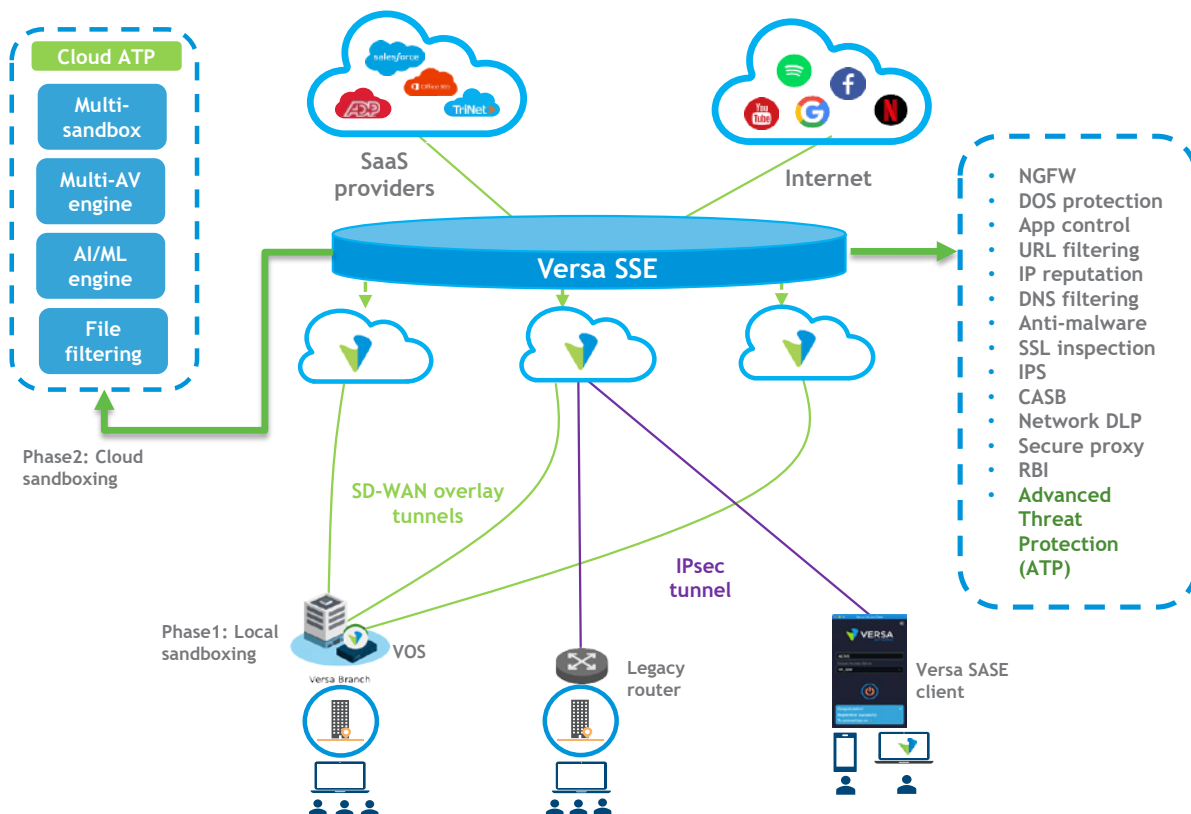 Cloud ATP
Multi-
sandbox
Multi-AV
engine
AI/ML
engine
File
filtering
Phase2: Cloud
sandboxing
salesforce
Office 365
ADP
TriNet
SaaS
providers
You
Tube
G
f
N
Internet
Versa SSE
• NGFW
• DOS protection
• App control
• URL filtering
• IP reputation
• DNS filtering
• Anti-malware
• SSL inspection
• IPS
• CASB
• Network DLP
• Secure proxy
• RBI
• Advanced
Threat
Protection
(ATP)
SD-WAN overlay
tunnels
IPsec
tunnel
Phase1: Local
sandboxing
VOS
Versa Branch
Legacy
router
VERSA
Versa SASE
client